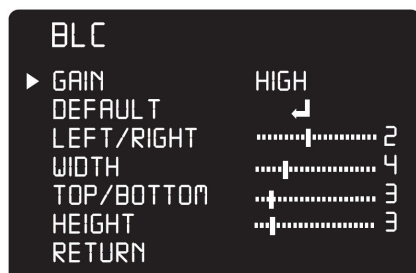 BLC
GAIN HIGH
DEFAULT
LEFT/RIGHT 2
WIDTH 4
TOP/BOTTOM 3
HEIGHT 3
RETURN